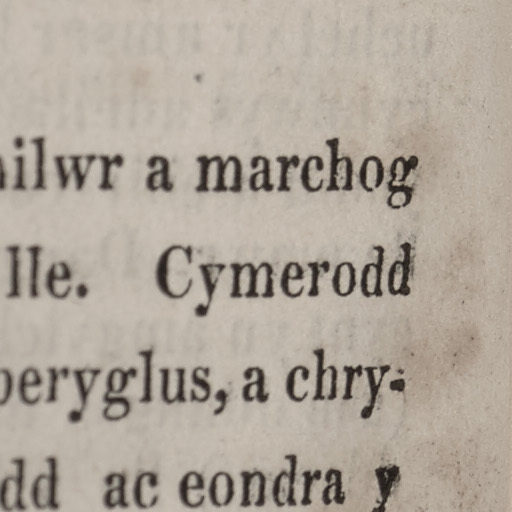 ilwr a marchog
lle. Cymerodd
peryglus, a chry-
dd ac eondra y